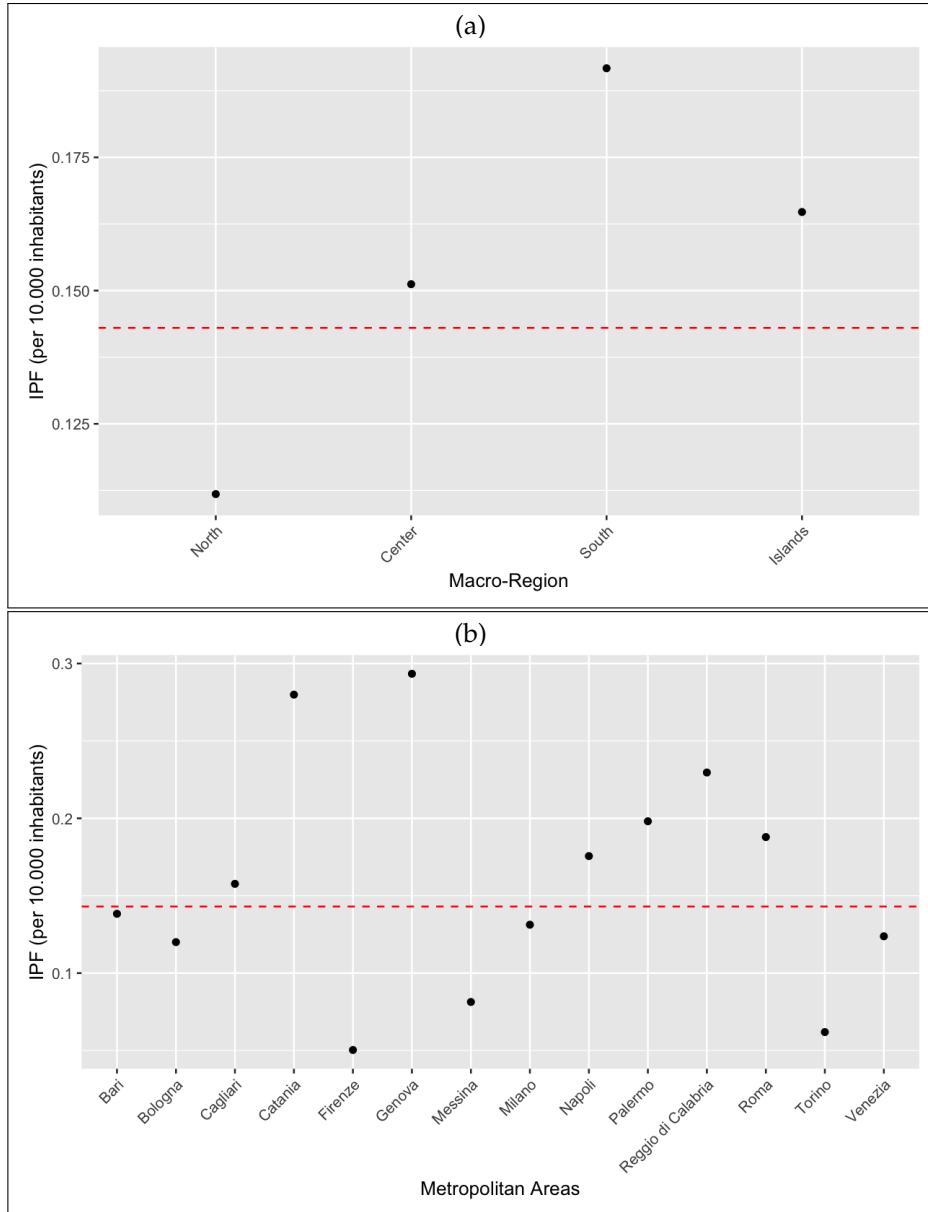 (a)
IPF (per 10.000 inhabitants)
0.175
0.150
0.125
North
Center
South
Islands
Macro-Region
(b)
IPF (per 10.000 inhabitants)
0.3
0.2
0.1
Bari
Bologna
Cagliari
Catania
Firenze
Genova
Messina
Milano
Napoli
Palermo
Reggio di Calabria
Roma
Torino
Venezia
Metropolitan Areas